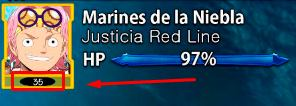 Marines de la Niebla
Justicia Red Line
HP 97%
35